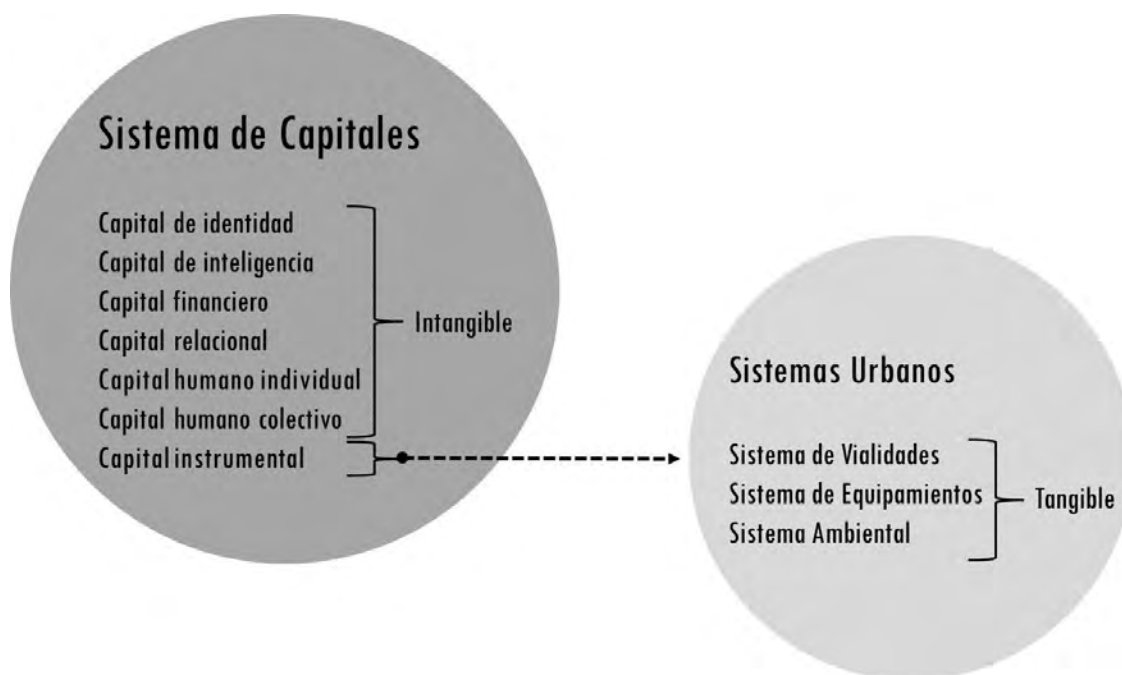 Sistema de Capitales
Capital de identidad
Capital de inteligencia
Capital financiero
Capital relacional
Capital humano individual
Capital humano colectivo
Capital instrumental
Intangible
Sistemas Urbanos
Sistema de Vialidades
Sistema de Equipamientos
Sistema Ambiental
Tangible